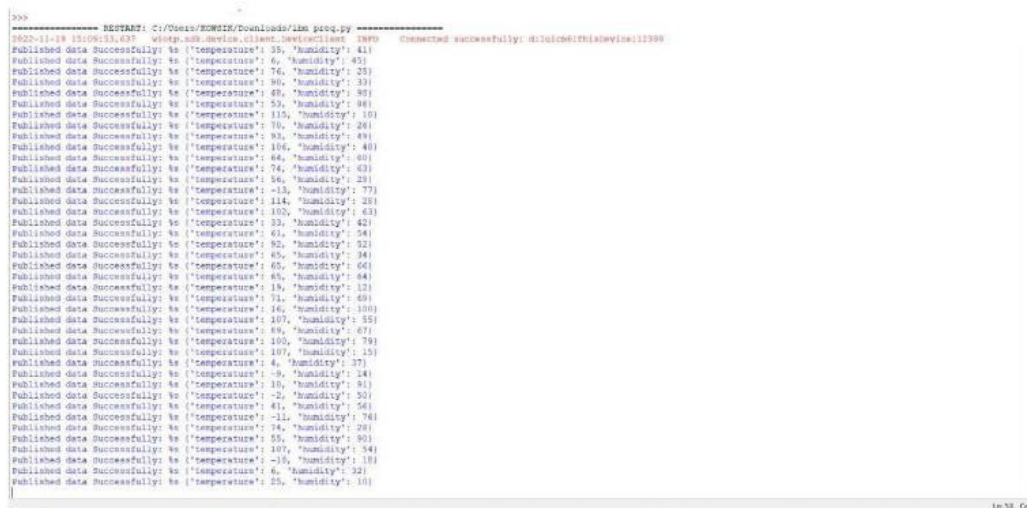 >>>
================ RESTART: C:/Users/KOWSIK/Downloads/ibm preq.py ================
2022-11-18 15:09:53,637 wiotp.sdk.device.client.DeviceClient INFO Connected successfully:
Published data Successfully: %s {'temperature': 35, 'humidity': 41}
Published data Successfully: %s {'temperature': 6, 'humidity': 45}
Published data Successfully: %s {'temperature': 76, 'humidity': 25}
Published data Successfully: %s {'temperature': 90, 'humidity': 33}
Published data Successfully: %s {'temperature': 48, 'humidity': 98}
Published data Successfully: %s {'temperature': 53, 'humidity': 86}
Published data Successfully: %s {'temperature': 115, 'humidity': 10}
Published data Successfully: %s {'temperature': 70, 'humidity': 26}
Published data Successfully: %s {'temperature': 93, 'humidity': 49}
Published data Successfully: %s {'temperature': 106, 'humidity': 40}
Published data Successfully: %s {'temperature': 64, 'humidity': 60}
Published data Successfully: %s {'temperature': 74, 'humidity': 63}
Published data Successfully: %s {'temperature': 56, 'humidity': 29}
Published data Successfully: %s {'temperature': -13, 'humidity': 77}
Published data Successfully: %s {'temperature': 114, 'humidity': 28}
Published data Successfully: %s {'temperature': 102, 'humidity': 63}
Published data Successfully: %s {'temperature': 33, 'humidity': 42}
Published data Successfully: %s {'temperature': 61, 'humidity': 54}
Published data Successfully: %s {'temperature': 92, 'humidity': 52}
Published data Successfully: %s {'temperature': 65, 'humidity': 34}
Published data Successfully: %s {'temperature': 65, 'humidity': 66}
Published data Successfully: %s {'temperature': 65, 'humidity': 64}
Published data Successfully: %s {'temperature': 19, 'humidity': 12}
Published data Successfully: %s {'temperature': 71, 'humidity': 69}
Published data Successfully: %s {'temperature': 16, 'humidity': 100}
Published data Successfully: %s {'temperature': 107, 'humidity': 55}
Published data Successfully: %s {'temperature': 89, 'humidity': 67}
Published data Successfully: %s {'temperature': 100, 'humidity': 79}
Published data Successfully: %s {'temperature': 107, 'humidity': 15}
Published data Successfully: %s {'temperature': 4, 'humidity': 37}
Published data Successfully: %s {'temperature': -9, 'humidity': 14}
Published data Successfully: %s {'temperature': 10, 'humidity': 91}
Published data Successfully: %s {'temperature': -2, 'humidity': 50}
Published data Successfully: %s {'temperature': 41, 'humidity': 56}
Published data Successfully: %s {'temperature': -11, 'humidity': 76}
Published data Successfully: %s {'temperature': 74, 'humidity': 28}
Published data Successfully: %s {'temperature': 55, 'humidity': 90}
Published data Successfully: %s {'temperature': 107, 'humidity': 54}
Published data Successfully: %s {'temperature': -18, 'humidity': 18}
Published data Successfully: %s {'temperature': 6, 'humidity': 32}
Published data Successfully: %s {'temperature': 25, 'humidity': 10}